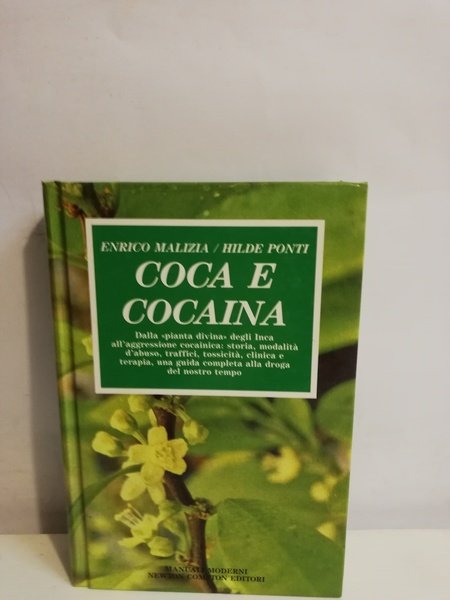 ENRICO MALIZIA / HILDE PONTI
COCA E
COCAINA
Dalla «pianta divina» degli Inca
all'aggressione cocainica: storia, modalità
d'abuso, traffici, tossicità, clinica e
terapia, una guida completa alla droga
del nostro tempo
MANUALI MODERNI
NEWTON COMPTON EDITORI